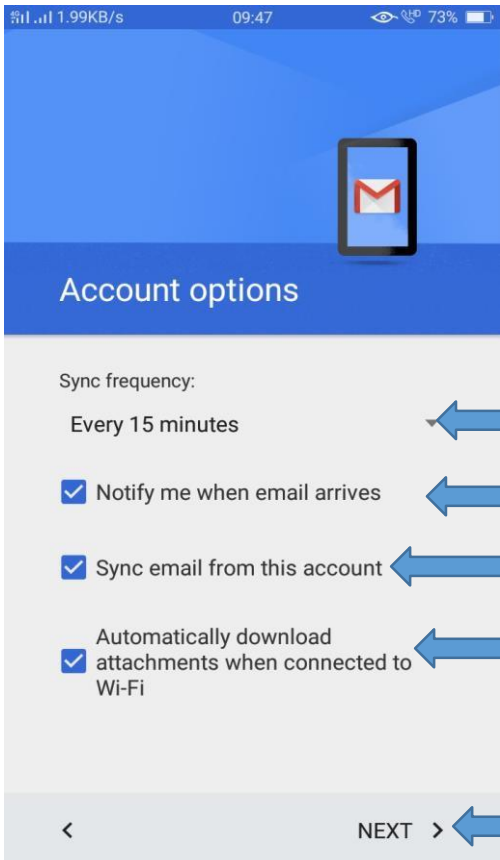 1.99KB/s 09:47 HD 73%
Account options
Sync frequency:
Every 15 minutes
Notify me when email arrives
Sync email from this account
Automatically download
attachments when connected to
Wi-Fi
NEXT